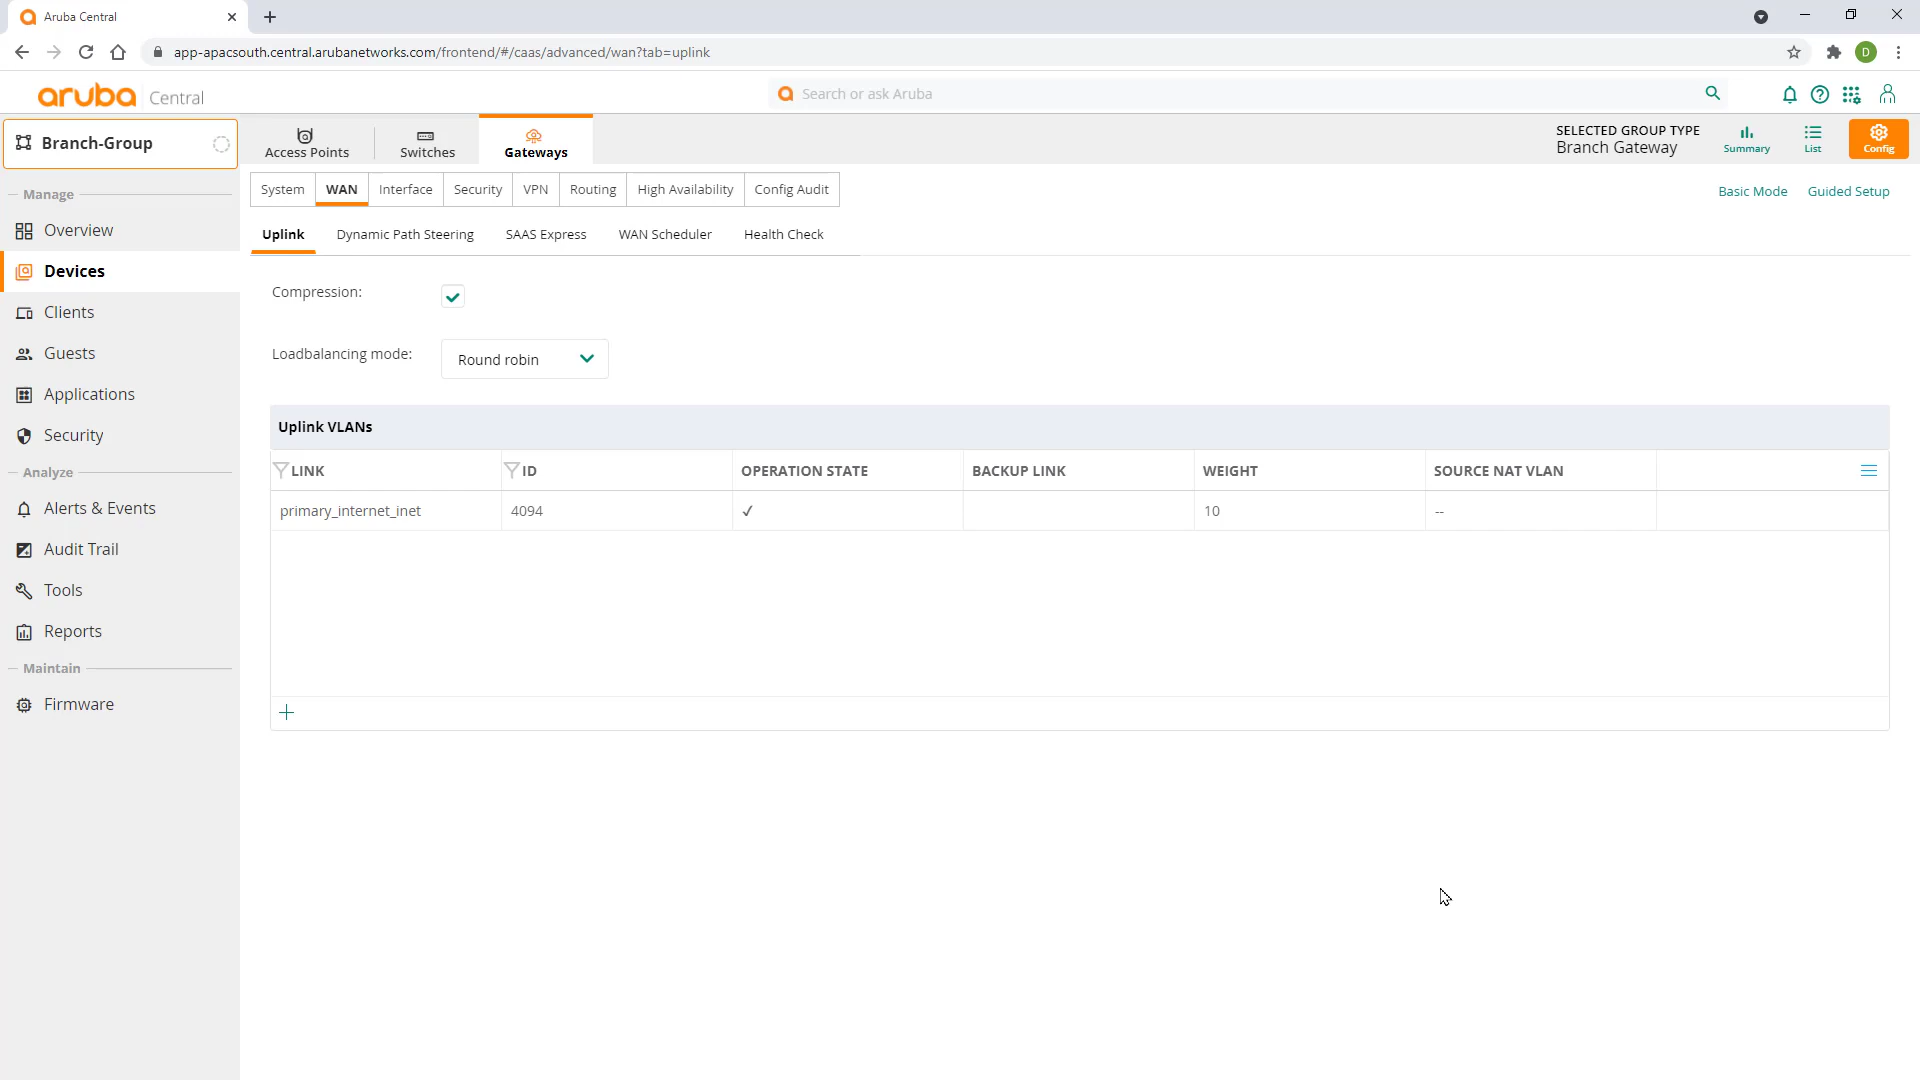 Aruba Central
app-apacsouth.central.arubanetworks.com/frontend/#/caas/advanced/wan?tab=uplink
D
aruba Central
Search or ask Aruba
Branch-Group
Access Points
Switches
Gateways
SELECTED GROUP TYPE
Branch Gateway
Summary
List
Config
Manage
Overview
Devices
Clients
Guests
Applications
Security
Analyze
Alerts & Events
Audit Trail
Tools
Reports
Maintain
Firmware
System WAN Interface Security VPN Routing High Availability Config Audit
Basic Mode Guided Setup
Uplink Dynamic Path Steering SAAS Express WAN Scheduler Health Check
Compression:
Loadbalancing mode: Round robin
Uplink VLANs
LINK ID OPERATION STATE BACKUP LINK WEIGHT SOURCE NAT VLAN
primary_internet_inet 4094 ✓ 10 --